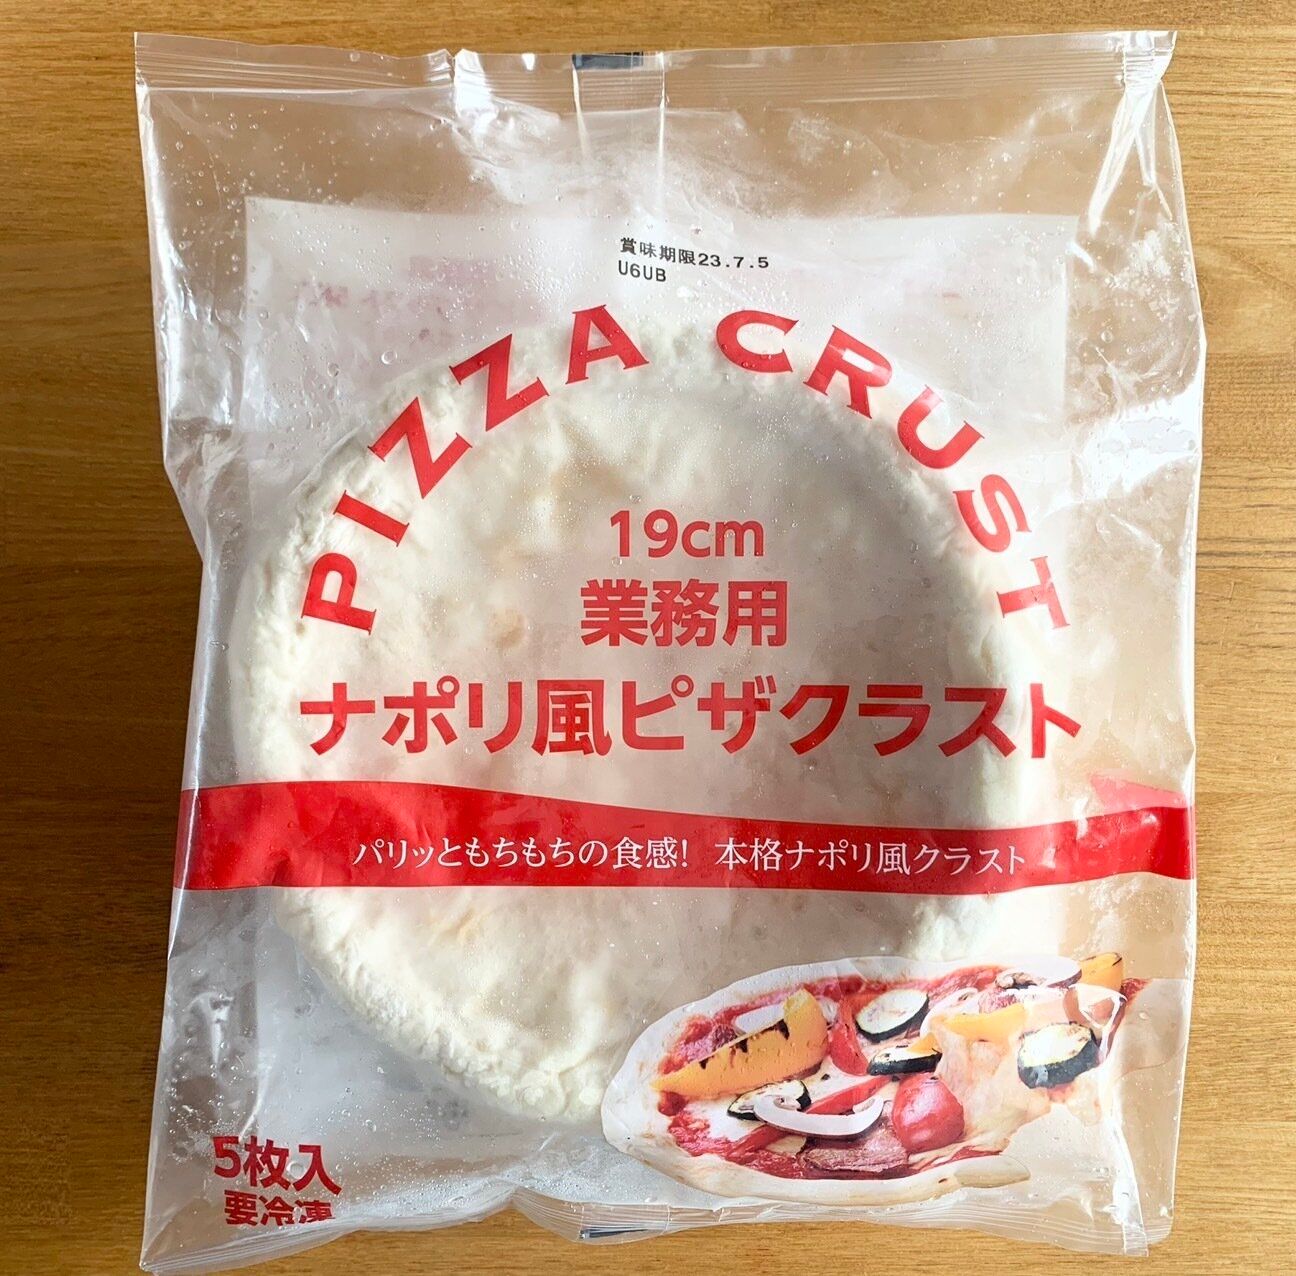 賞味期限23.7.5
U6UB
PIZZA CRUST
19cm
業務用
ナポリ風ピザクラスト
パリッともちもちの食感! 本格ナポリ風クラスト
5枚入
要冷凍